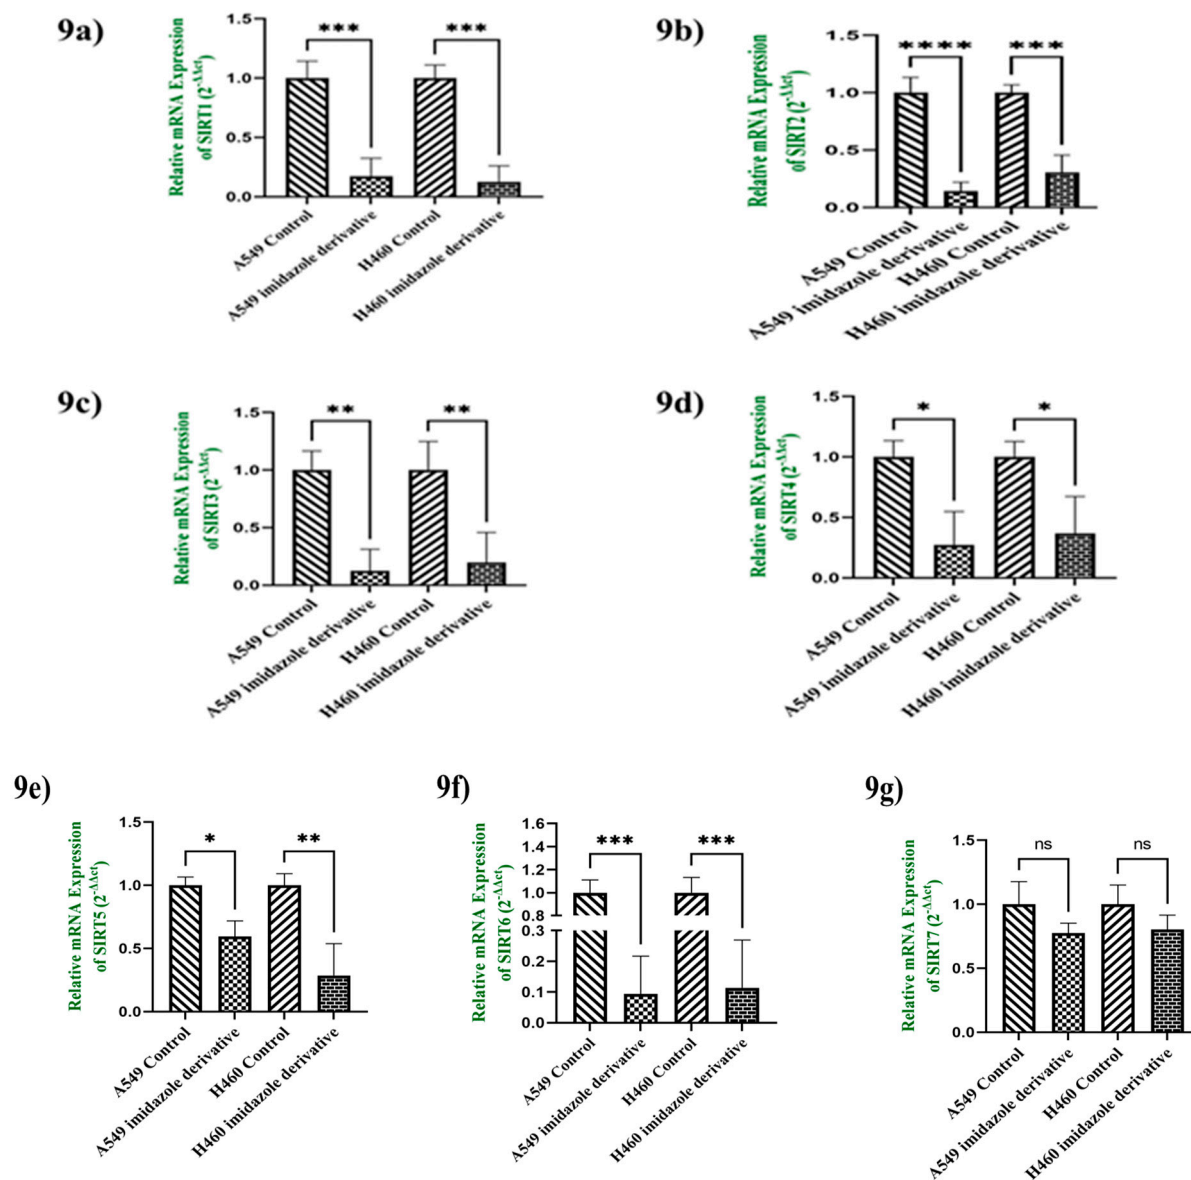 9a)
Relative mRNA Expression
of SIRT1 (2^-ΔΔct)
1.5
1.0
0.5
0.0
***
***
A549 Control
A549 imidazole derivative
H460 Control
H460 imidazole derivative
9b)
Relative mRNA Expression
of SIRT2 (2^-ΔΔct)
1.5
1.0
0.5
0.0
****
***
A549 Control
A549 imidazole derivative
H460 Control
H460 imidazole derivative
9c)
Relative mRNA Expression
of SIRT3 (2^-ΔΔct)
1.5
1.0
0.5
0.0
**
**
A549 Control
A549 imidazole derivative
H460 Control
H460 imidazole derivative
9d)
Relative mRNA Expression
of SIRT4 (2^-ΔΔct)
1.5
1.0
0.5
0.0
*
*
A549 Control
A549 imidazole derivative
H460 Control
H460 imidazole derivative
9e)
Relative mRNA Expression
of SIRT5 (2^-ΔΔct)
1.5
1.0
0.5
0.0
*
**
A549 Control
A549 imidazole derivative
H460 Control
H460 imidazole derivative
9f)
Relative mRNA Expression
of SIRT6 (2^-ΔΔct)
1.6
1.4
1.2
1.0
0.8
0.3
0.2
0.1
0.0
***
***
A549 Control
A549 imidazole derivative
H460 Control
H460 imidazole derivative
9g)
Relative mRNA Expression
of SIRT7 (2^-ΔΔct)
1.5
1.0
0.5
0.0
ns
ns
A549 Control
A549 imidazole derivative
H460 Control
H460 imidazole derivative